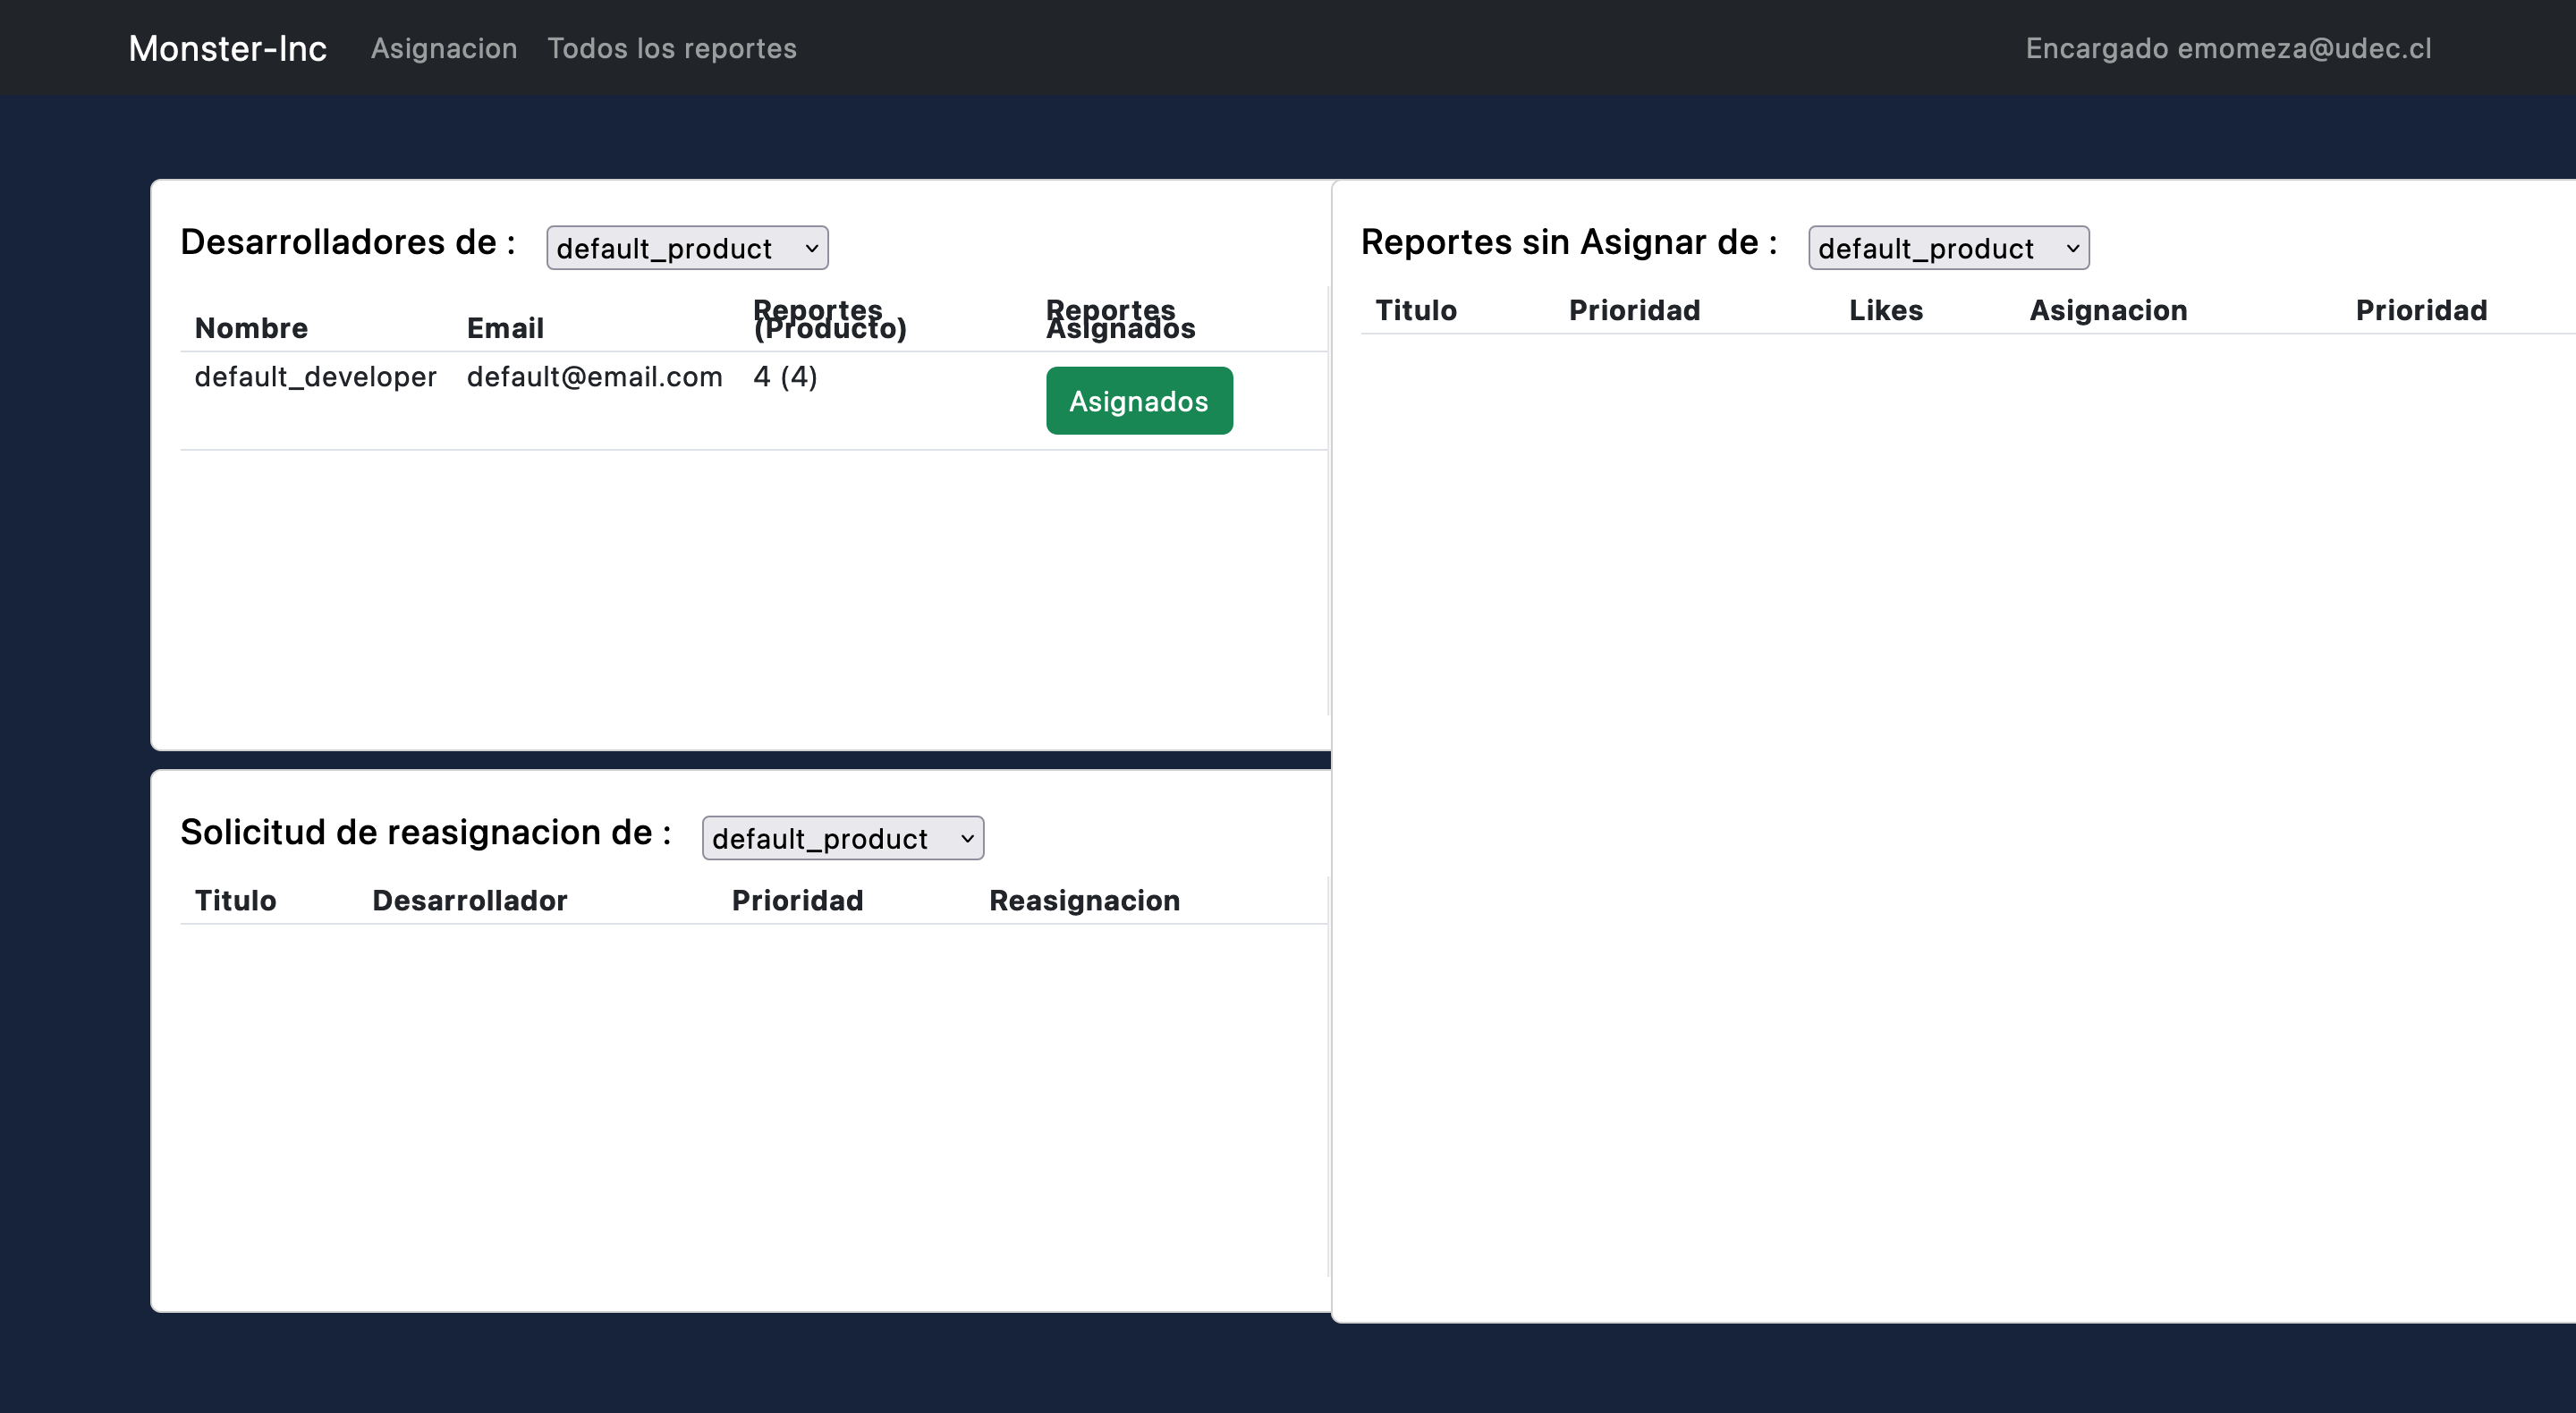 Monster-Inc Asignacion Todos los reportes Encargado emomeza@udec.cl
Desarrolladores de : default_product
Nombre Email Reportes (Producto) Reportes Asignados
default_developer default@email.com 4 (4) Asignados
Solicitud de reasignacion de : default_product
Titulo Desarrollador Prioridad Reasignacion
Reportes sin Asignar de : default_product
Titulo Prioridad Likes Asignacion Prioridad